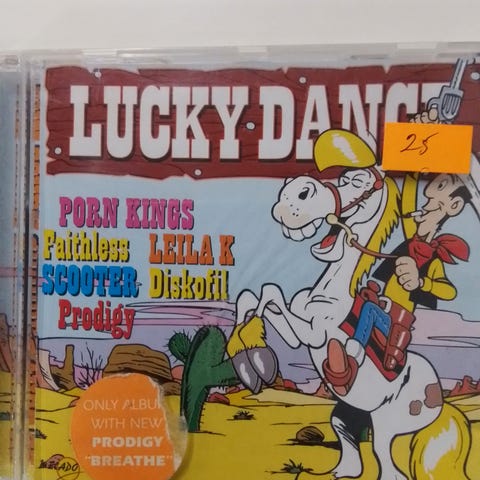 LUCKY DANC
25
PORN KINGS
Faithless LEILA K
SCOOTER Diskofil
Prodigy
ONLY ALBU
WITH NEW
PRODIGY
"BREATHE"